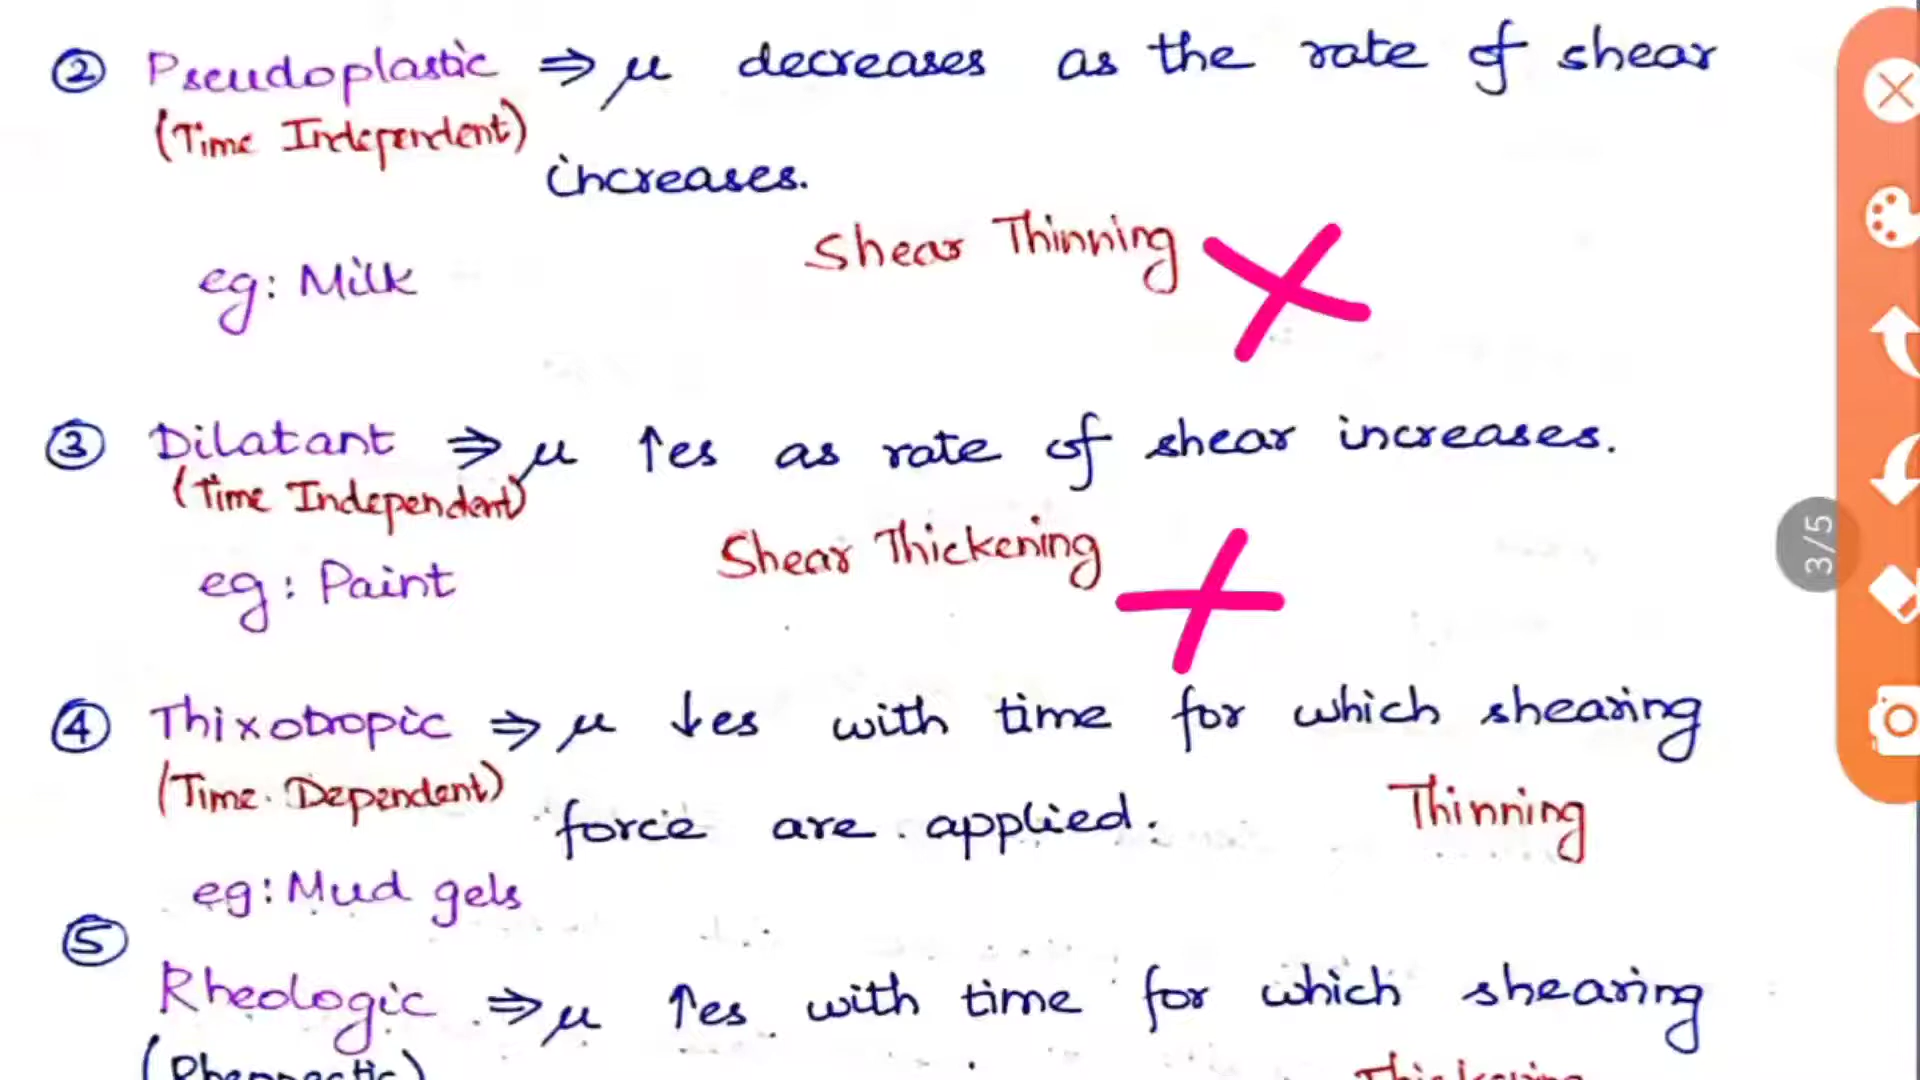 ② Pseudoplastic ⇒ μ decreases as the rate of shear
(Time Independent)
increases.
Shear Thinning
eg: Milk
③ Dilatant ⇒ μ ↑es as rate of shear increases.
(Time Independent)
Shear Thickening
eg: Paint
3/5
④ Thixotropic ⇒ μ ↓es with time for which shearing
(Time Dependent)
force are applied.
Thinning
eg: Mud gels
⑤
Rheologic ⇒ μ ↑es with time for which shearing